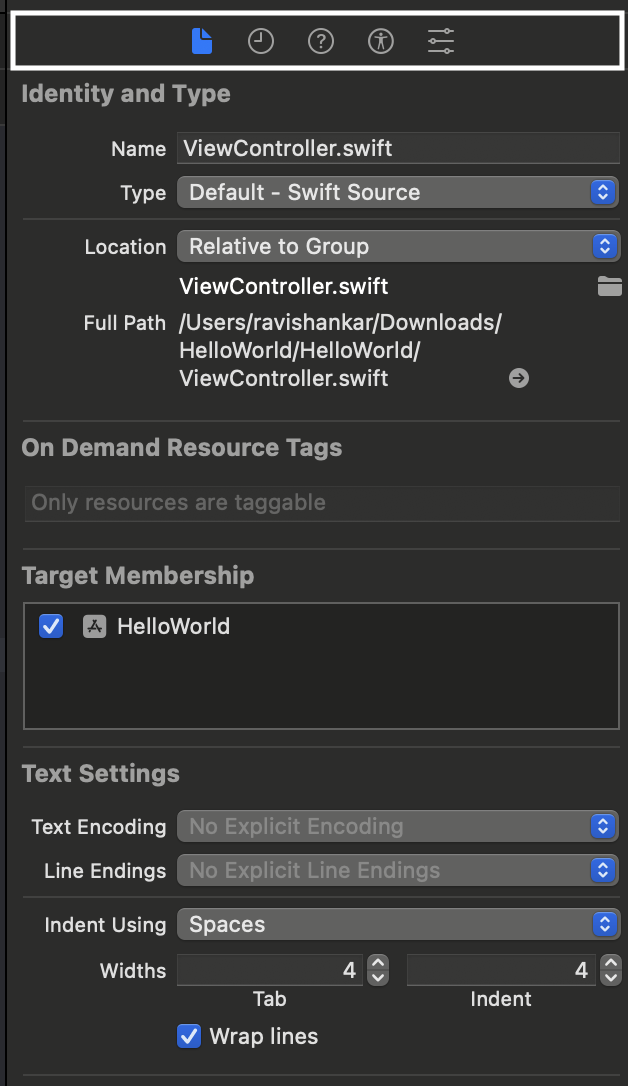 Identity and Type
Name ViewController.swift
Type Default - Swift Source
Location Relative to Group
ViewController.swift
Full Path /Users/ravishankar/Downloads/
HelloWorld/HelloWorld/
ViewController.swift
On Demand Resource Tags
Only resources are taggable
Target Membership
HelloWorld
Text Settings
Text Encoding No Explicit Encoding
Line Endings No Explicit Line Endings
Indent Using Spaces
Widths 4 4
Tab Indent
Wrap lines